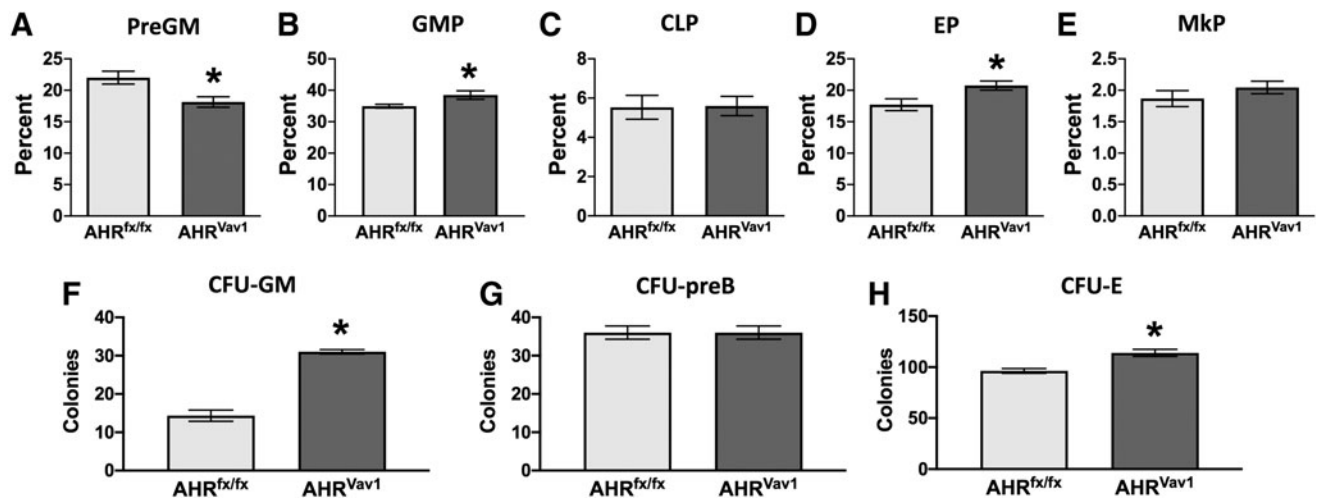 A PreGM
Percent
25
20
15
10
5
0
*
AHRfx/fx AHRVav1
B GMP
Percent
50
40
30
20
10
0
*
AHRfx/fx AHRVav1
C CLP
Percent
8
6
4
2
0
AHRfx/fx AHRVav1
D EP
Percent
25
20
15
10
5
0
*
AHRfx/fx AHRVav1
E MkP
Percent
2.5
2.0
1.5
1.0
0.5
0.0
AHRfx/fx AHRVav1
F CFU-GM
Colonies
40
30
20
10
0
*
AHRfx/fx AHRVav1
G CFU-preB
Colonies
40
30
20
10
0
AHRfx/fx AHRVav1
H CFU-E
Colonies
150
100
50
0
*
AHRfx/fx AHRVav1